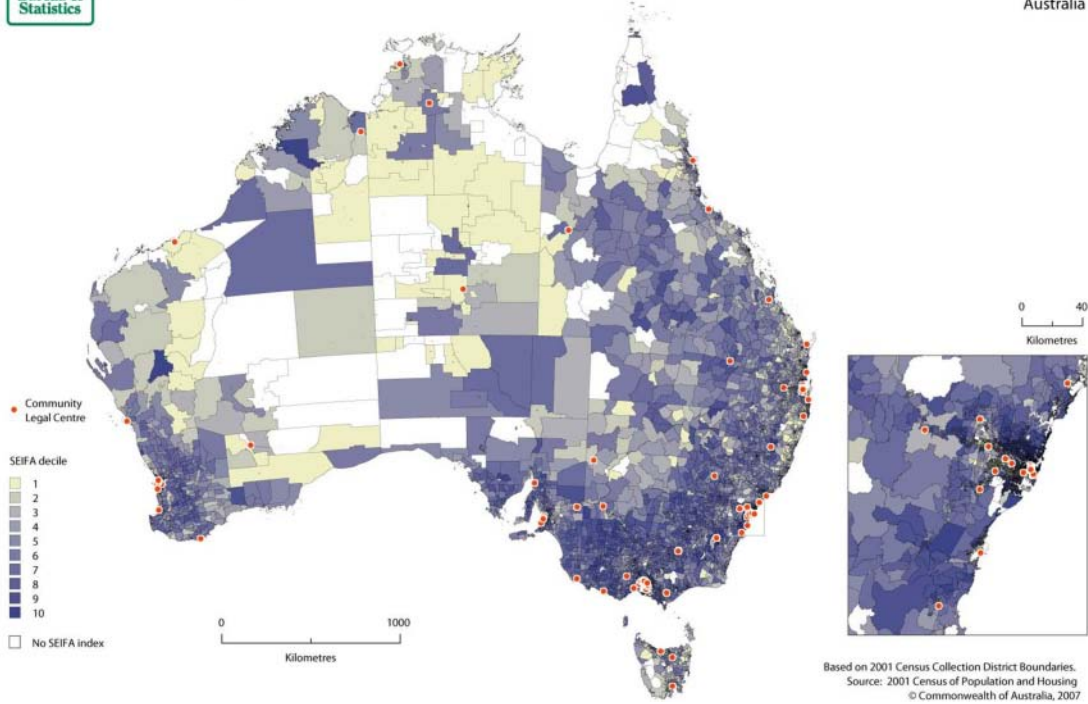 Statistics
Australia
0 40
Kilometres
Community
Legal Centre
SEIFA decile
1
2
3
4
5
6
7
8
9
10
No SEIFA index
0 1000
Kilometres
Based on 2001 Census Collection District Boundaries.
Source: 2001 Census of Population and Housing
© Commonwealth of Australia, 2007